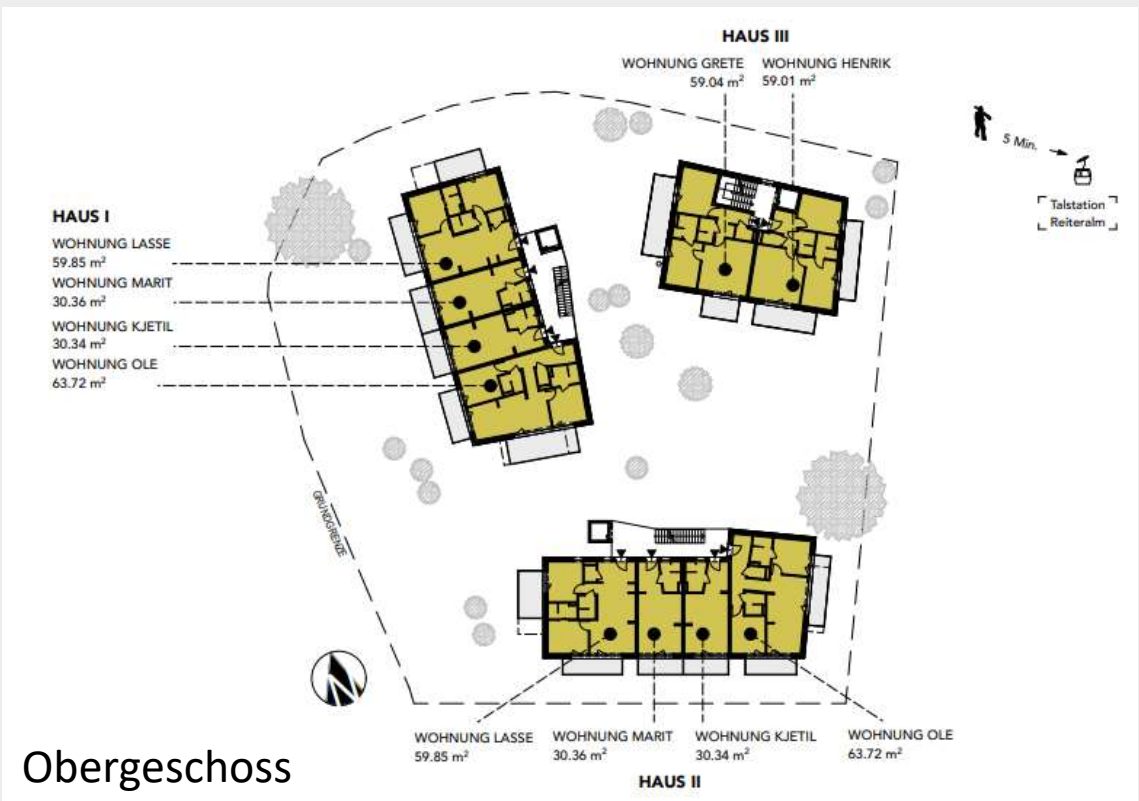 HAUS III
WOHNUNG GRETE
59.04 m²
WOHNUNG HENRIK
59.01 m²
5 Min.
Talstation
Reiteralm
HAUS I
WOHNUNG LASSE
59.85 m²
WOHNUNG MARIT
30.36 m²
WOHNUNG KJETIL
30.34 m²
WOHNUNG OLE
63.72 m²
GRUNDGRENZE
N
WOHNUNG LASSE
59.85 m²
WOHNUNG MARIT
30.36 m²
WOHNUNG KJETIL
30.34 m²
WOHNUNG OLE
63.72 m²
HAUS II
Obergeschoss